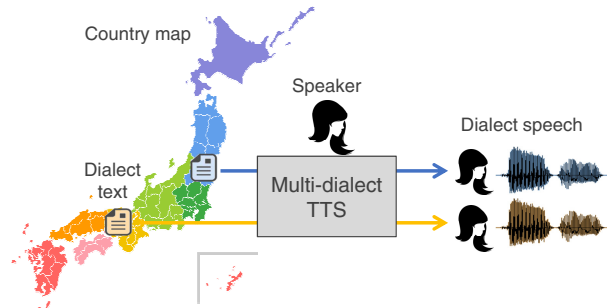 Country map
Speaker
Dialect speech
Dialect
text
Multi-dialect
TTS